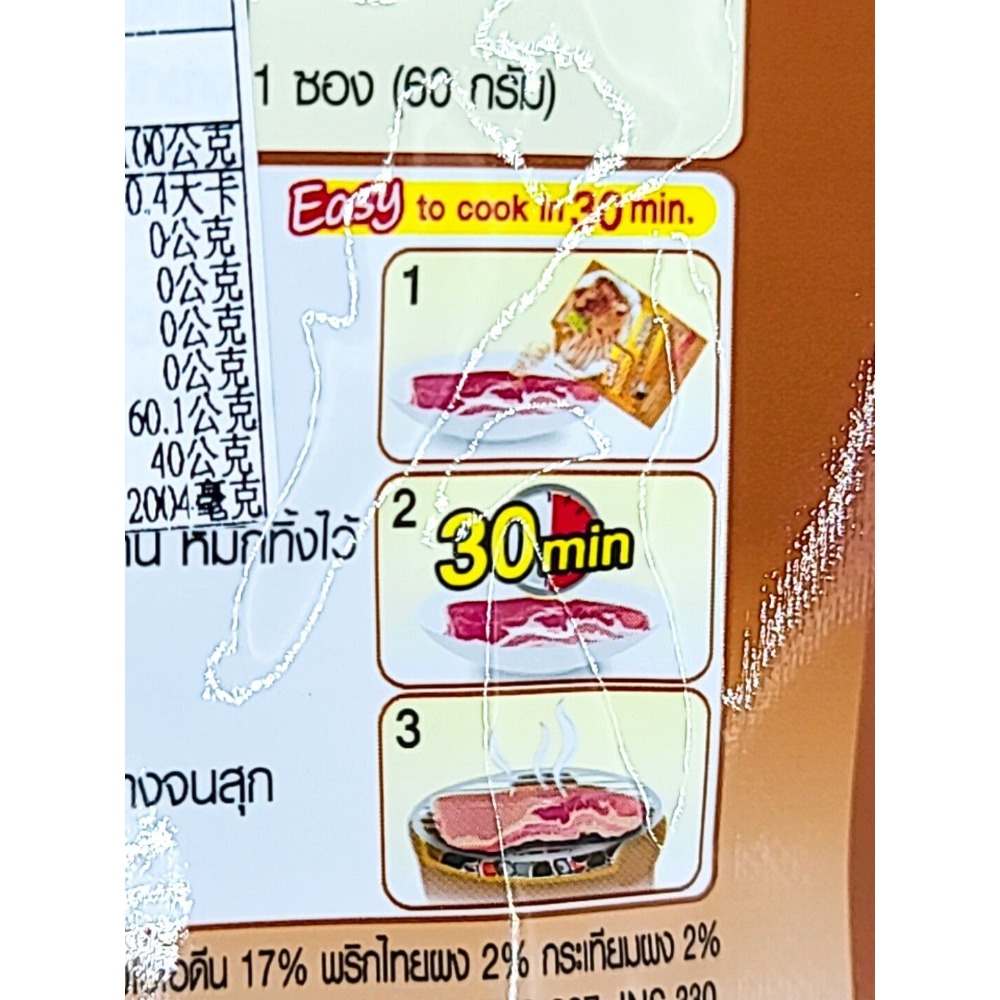 1 ซอง (60 กรัม)
公克
0.4大卡
0公克
0公克
0公克
0公克
60.1公克
40公克
2004毫克
Easy to cook in 30 min.
1
หมักทิ้งไว้
2
30min
3
างจนสุก
17% พริกไทยผง 2% กระเทียมผง 2%